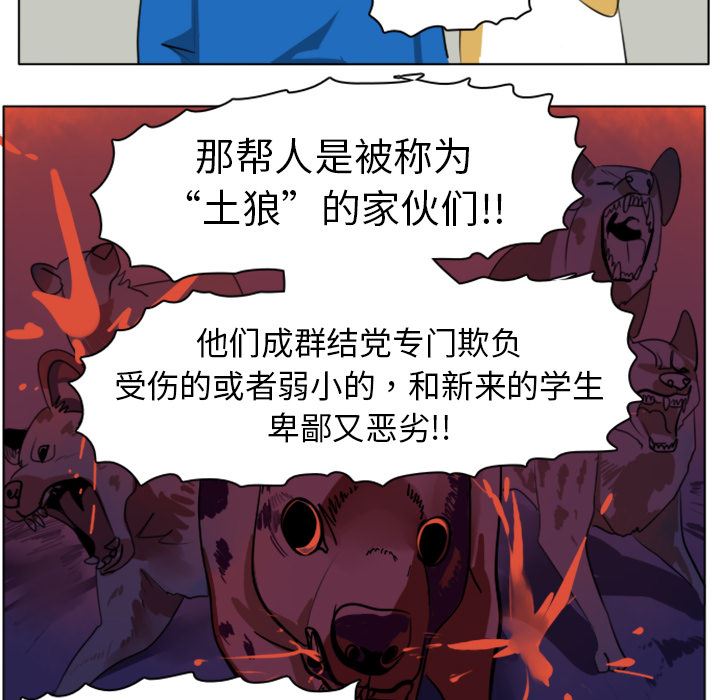 那帮人是被称为
“土狼”的家伙们!!
他们成群结党专门欺负
受伤的或者弱小的，和新来的学生
卑鄙又恶劣!!